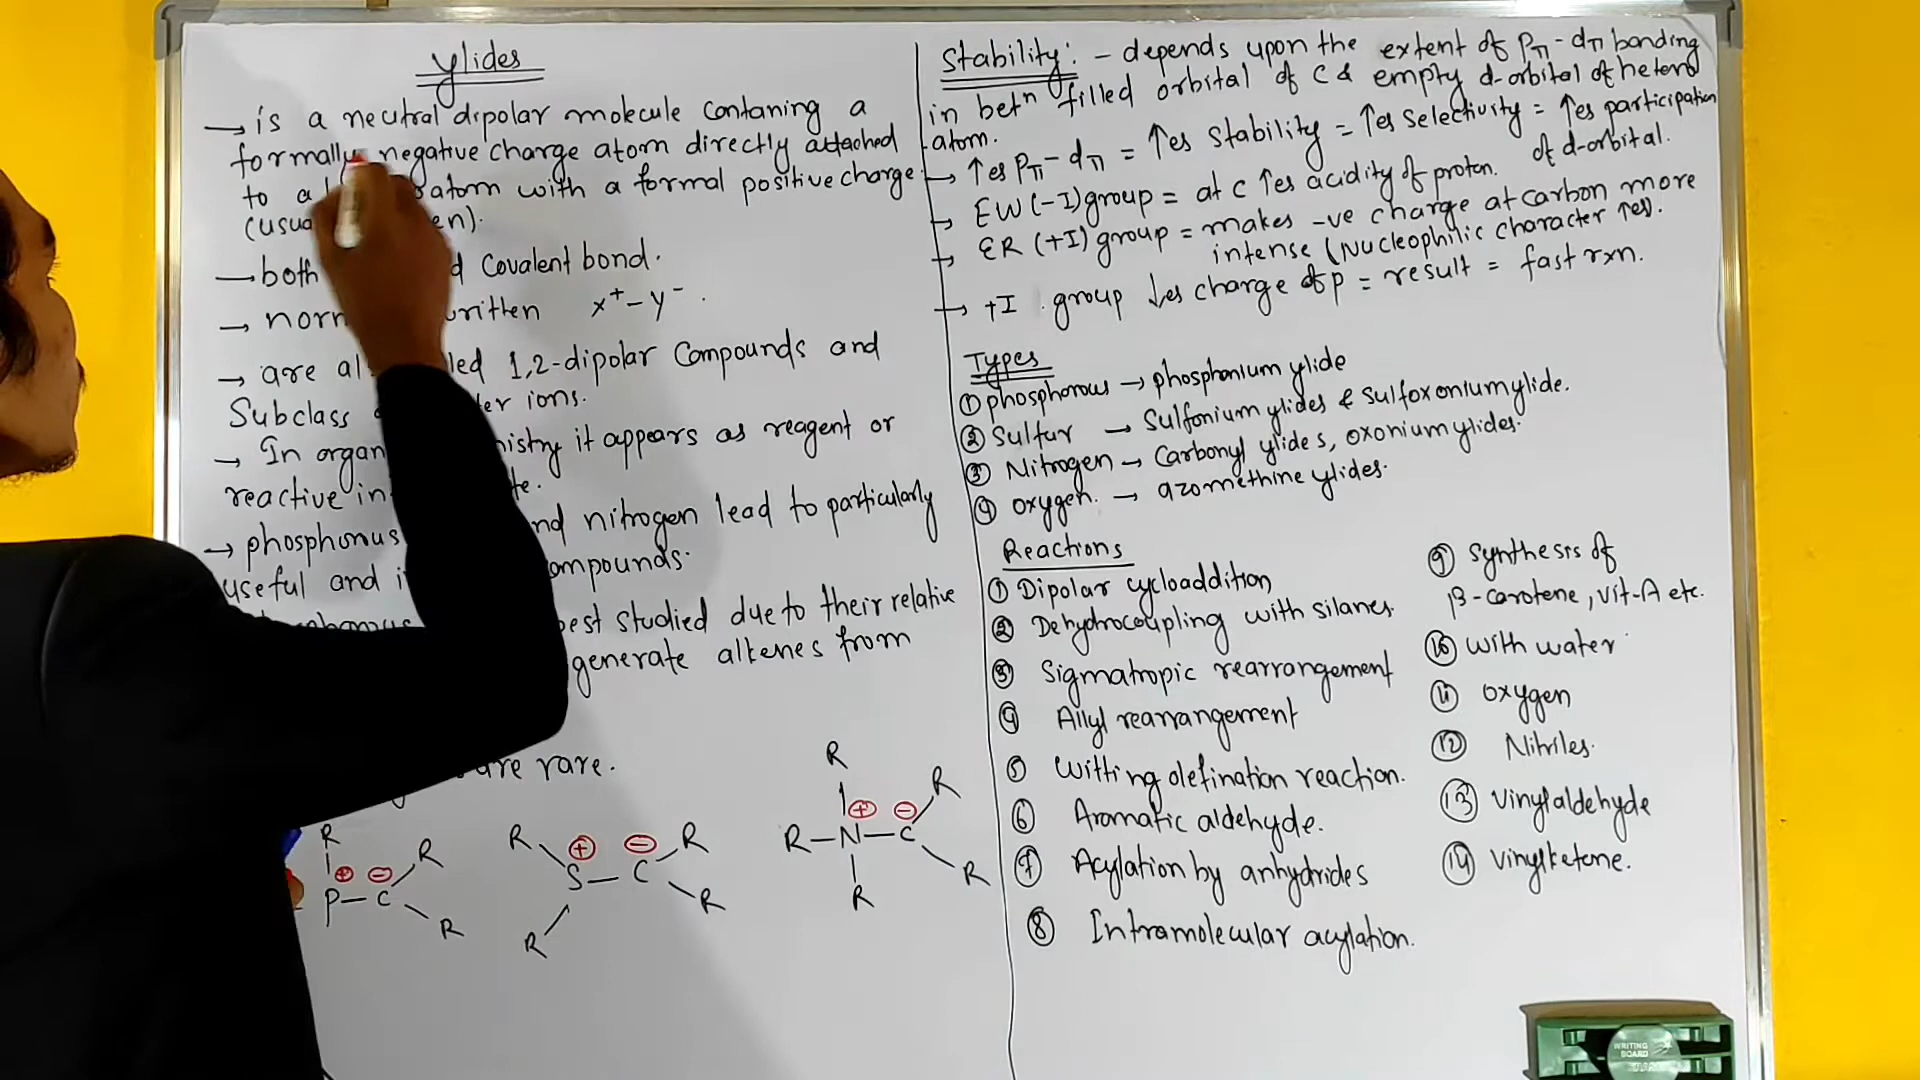 ylides
→ is a neutral dipolar molecule contaning a
formally negative charge atom directly attached
to a atom with a formal positive charge
(usua en).
→ both d Covalent bond.
→ norm written x⁺-y⁻.
→ are al led 1,2-dipolar Compounds and
Subclass ter ions.
→ In organ mistry it appears as reagent or
reactive in te.
→ phosphorus nd nitrogen lead to particularly
useful and i ompounds.
best studied due to their relative
generate alkenes from
are rare.
R
⊕ ⊖ R
P-C
R
R ⊕ ⊖ R
S-C
R R
R
⊕ ⊖ R
R-N-C
R R
Stability: - depends upon the extent of Pπ-dπ bonding
in betⁿ filled orbital of C & empty d-orbital of hetero
atom.
→ ↑es Pπ-dπ = ↑es stability = ↑es selectivity = ↑es participation
of d-orbital.
→ EW(-I)group = at C ↑es acidity of proton.
→ ER (+I) group = makes -ve charge at carbon more
intense (Nucleophilic character ↑es).
→ +I group ↓es charge of p = result = fast rxn.
Types
① phosphorous → phosphonium ylide
② Sulfur → Sulfonium ylides & sulfoxonium ylide.
③ Nitrogen → Carbonyl ylides, oxonium ylides.
④ oxygen. → azomethine ylides.
Reactions
① Dipolar cycloaddition
② Dehydrocoupling with silanes.
③ Sigmatropic rearrangement
④ Allyl rearrangement
⑤ Witting olefination reaction.
⑥ Aromatic aldehyde.
⑦ Acylation by anhydrides
⑧ Intramolecular acylation.
⑨ Synthesis of
β-carotene, vit-A etc.
⑩ with water
⑪ oxygen
⑫ Nitriles.
⑬ Vinylaldehyde
⑭ Vinylketone.
WRITING
BOARD